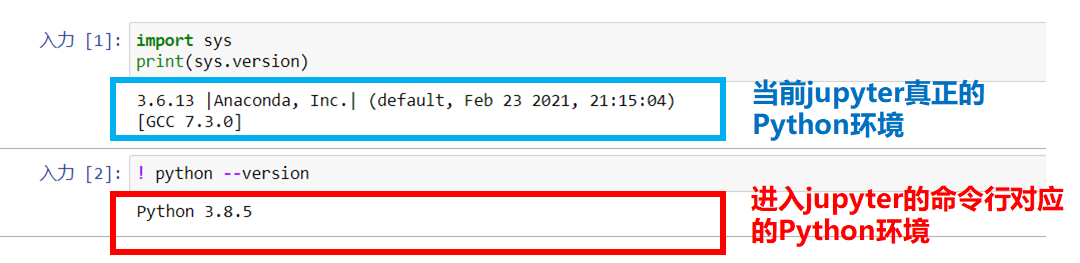 入力 [1]: import sys
print(sys.version)
3.6.13 |Anaconda, Inc.| (default, Feb 23 2021, 21:15:04)
[GCC 7.3.0]
当前jupyter真正的
Python环境
入力 [2]: ! python --version
Python 3.8.5
进入jupyter的命令行对应
的Python环境